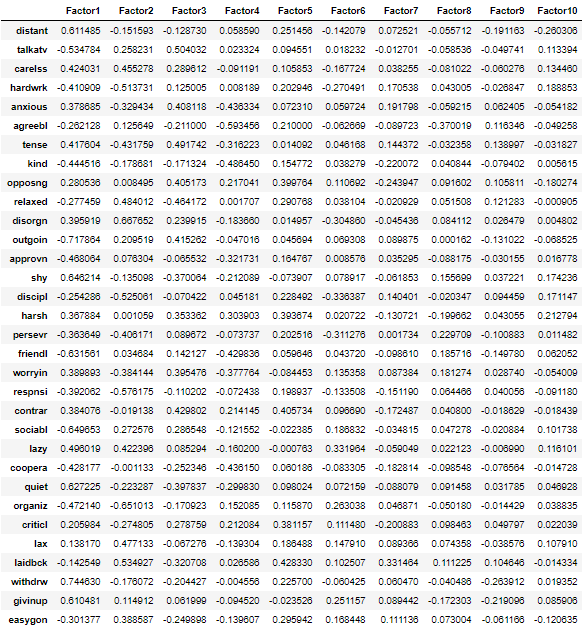 Factor1 Factor2 Factor3 Factor4 Factor5 Factor6 Factor7 Factor8 Factor9 Factor10
distant 0.611485 -0.151593 -0.128730 0.058590 0.251456 -0.142079 0.072521 -0.055712 -0.191163 -0.260306
talkatv -0.534784 0.258231 0.504032 0.023324 0.094551 0.018232 -0.012701 -0.058536 -0.049741 0.113394
carelss 0.424031 0.455278 0.289612 -0.091191 0.105853 -0.167724 0.038255 -0.081022 -0.060276 0.134460
hardwrk -0.410909 -0.513731 0.125005 0.008189 0.202946 -0.270491 0.170538 0.043005 -0.026847 0.188853
anxious 0.378685 -0.329434 0.408118 -0.436334 0.072310 0.059724 0.191798 -0.059215 0.062405 -0.054182
agreebl -0.262128 0.125649 -0.211000 -0.593456 0.210000 -0.062669 -0.089723 -0.370019 0.116346 -0.049258
tense 0.417604 -0.431759 0.491742 -0.316223 0.014092 0.046168 0.144372 -0.032358 0.138997 -0.031827
kind -0.444516 -0.178681 -0.171324 -0.486450 0.154772 0.038279 -0.220072 0.040844 -0.079402 0.005615
opposng 0.280536 0.008495 0.405173 0.217041 0.399764 0.110692 -0.243947 0.091602 0.105811 -0.180274
relaxed -0.277459 0.484012 -0.464172 0.001707 0.290768 0.038104 -0.020929 0.051508 0.121283 -0.000905
disorgn 0.395919 0.667652 0.239915 -0.183660 0.014957 -0.304860 -0.045436 0.084112 0.026479 0.004802
outgoin -0.717864 0.209519 0.415262 -0.047016 0.045694 0.069308 0.089875 0.000162 -0.131022 -0.068525
approvn -0.468064 0.076304 -0.065532 -0.321731 0.164767 0.008576 0.035295 -0.088175 -0.030155 0.016778
shy 0.646214 -0.135098 -0.370064 -0.212089 -0.073907 0.078917 -0.061853 0.155699 0.037221 0.174236
discipl -0.254286 -0.525061 -0.070422 0.045181 0.228492 -0.336387 0.140401 -0.020347 0.094459 0.171147
harsh 0.367884 0.001059 0.353362 0.303903 0.393674 0.020722 -0.130721 -0.199662 0.043055 0.212794
persevr -0.363649 -0.406171 0.089672 -0.073737 0.202516 -0.311276 0.001734 0.229709 -0.100883 0.011482
friendl -0.631561 0.034684 0.142127 -0.429836 0.059646 0.043720 -0.098610 0.185716 -0.149780 0.062052
worryin 0.389893 -0.384144 0.395476 -0.377764 -0.084453 0.135358 0.087384 0.181274 0.028740 -0.054009
respnsi -0.392062 -0.576175 -0.110202 -0.072438 0.198937 -0.133508 -0.151190 0.064466 0.040056 -0.091180
contrar 0.384076 -0.019138 0.429802 0.214145 0.405734 0.096690 -0.172487 0.040800 -0.018629 -0.018439
sociabl -0.649653 0.272576 0.286548 -0.121552 -0.022385 0.186832 -0.034815 0.047278 -0.020884 0.101738
lazy 0.496019 0.422396 0.085294 -0.160200 -0.000763 0.331964 -0.059049 0.022123 -0.006990 0.116101
coopera -0.428177 -0.001133 -0.252346 -0.436150 0.060186 -0.083305 -0.182814 -0.098548 -0.076564 -0.014728
quiet 0.627225 -0.223287 -0.397837 -0.299830 0.098024 0.072159 -0.088079 0.091458 0.031785 0.046928
organiz -0.472140 -0.651013 -0.170923 0.152085 0.115870 0.263038 0.046871 -0.050180 -0.014429 0.038835
criticl 0.205984 -0.274805 0.278759 0.212084 0.381157 0.111480 -0.200883 0.098463 0.049797 0.022039
lax 0.138170 0.477133 -0.067276 -0.139304 0.186488 0.147910 0.089366 0.074358 -0.038576 0.107910
laidbck -0.142549 0.534927 -0.320708 0.026586 0.428330 0.102507 0.331464 0.111225 0.104646 -0.014334
withdrw 0.744630 -0.176072 -0.204427 -0.004556 0.225700 -0.060425 0.060470 -0.040486 -0.263912 0.019352
givinup 0.610481 0.114912 0.061999 -0.094520 -0.023526 0.251157 0.089442 -0.172303 -0.219096 0.085906
easygon -0.301377 0.388587 -0.249898 -0.139607 0.295942 0.168448 0.111136 0.073004 -0.061166 -0.120635